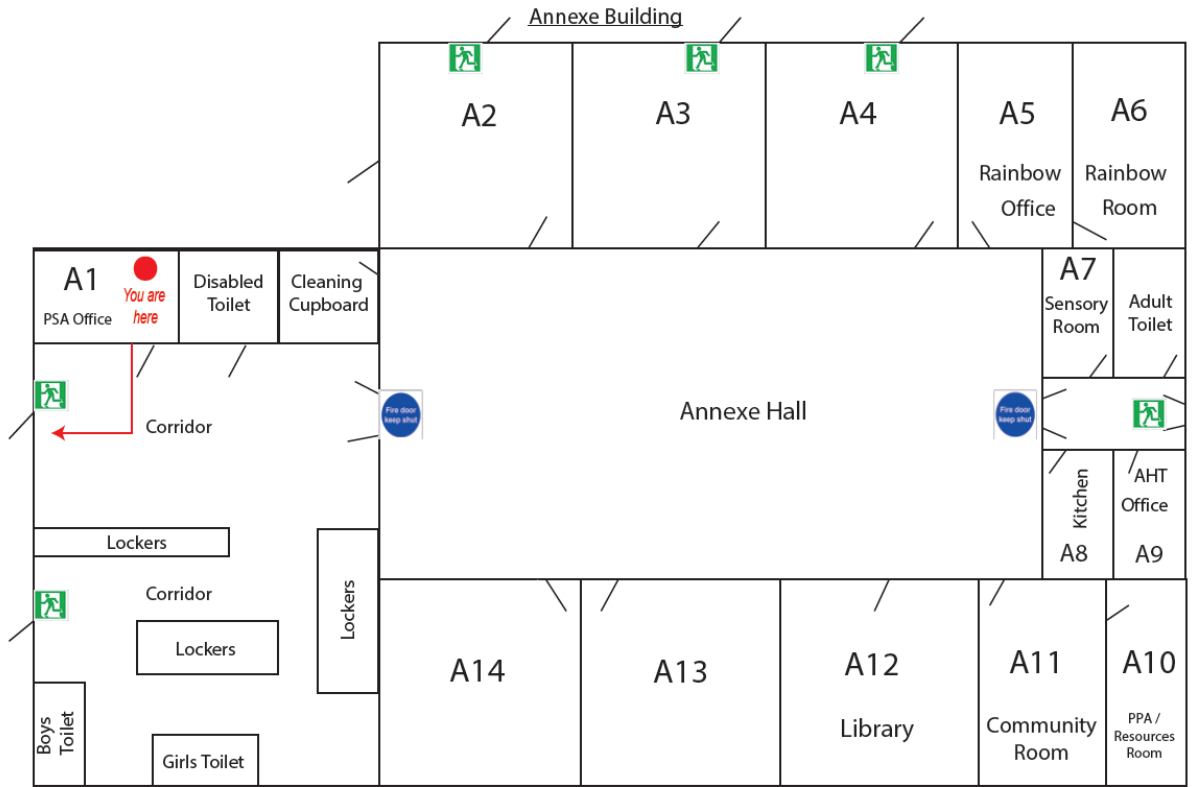 Annexe Building
A2
A3
A4
A5
Rainbow
Office
A6
Rainbow
Room
A1
PSA Office
You are
here
Disabled
Toilet
Cleaning
Cupboard
A7
Sensory
Room
Adult
Toilet
Corridor
Fire door
keep shut
Annexe Hall
Fire door
keep shut
Kitchen
A8
AHT
Office
A9
Lockers
Corridor
Lockers
Lockers
Boys
Toilet
Girls Toilet
A14
A13
A12
Library
A11
Community
Room
A10
PPA /
Resources
Room